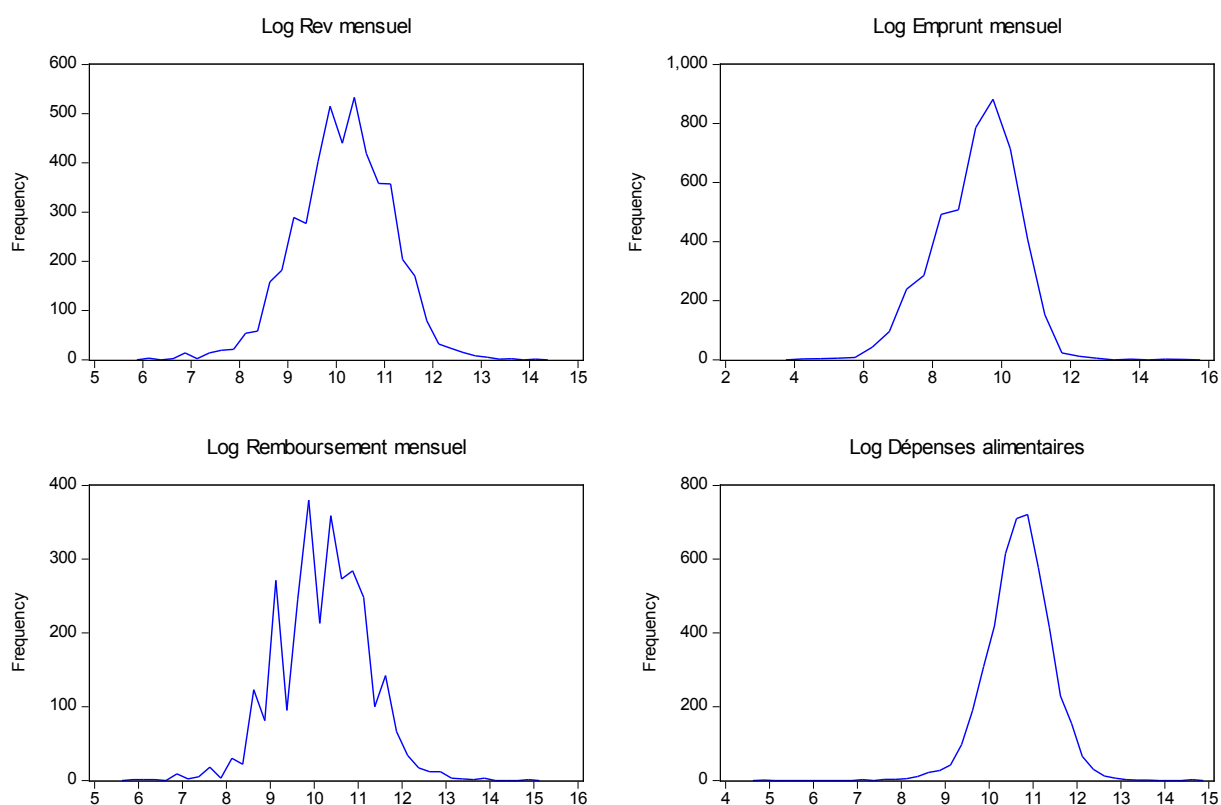 Log Rev mensuel
Log Emprunt mensuel
600
500
400
300
200
100
0
Frequency
5 6 7 8 9 10 11 12 13 14 15
1,000
800
600
400
200
0
Frequency
2 4 6 8 10 12 14 16
Log Remboursement mensuel
Log Dépenses alimentaires
400
300
200
100
0
Frequency
5 6 7 8 9 10 11 12 13 14 15 16
800
600
400
200
0
Frequency
4 5 6 7 8 9 10 11 12 13 14 15